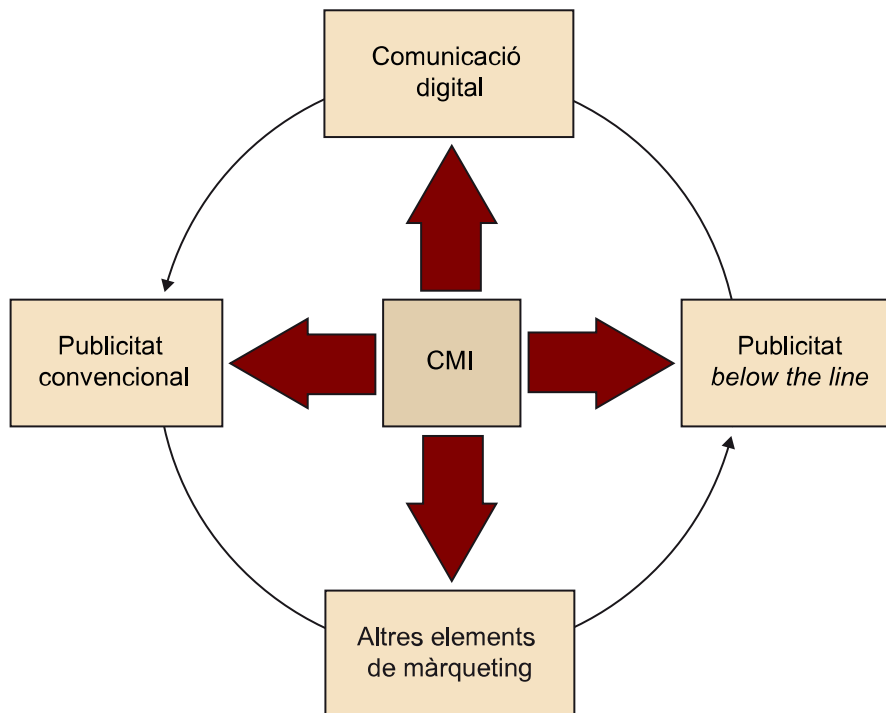 Comunicació
digital
Publicitat
convencional
CMI
Publicitat
below the line
Altres elements
de màrqueting